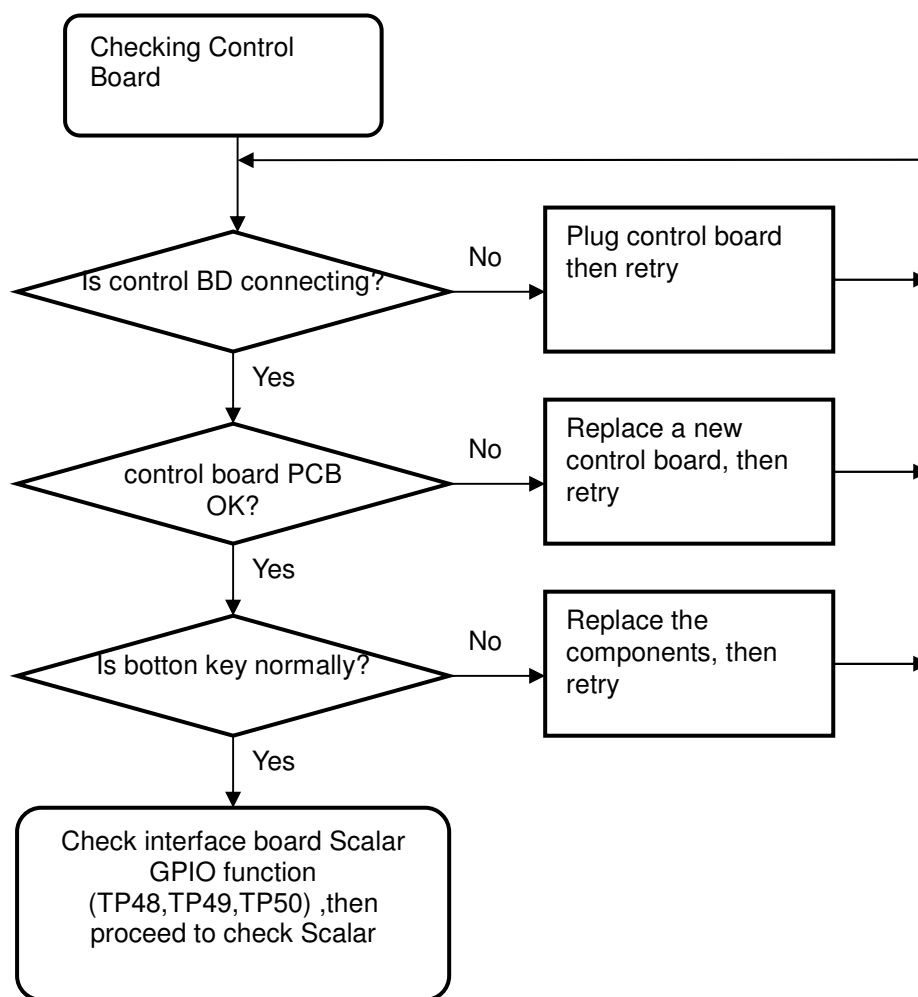 Checking Control
Board
Is control BD connecting?
No
Plug control board
then retry
Yes
control board PCB
OK?
No
Replace a new
control board, then
retry
Yes
Is botton key normally?
No
Replace the
components, then
retry
Yes
Check interface board Scalar
GPIO function
(TP48,TP49,TP50) ,then
proceed to check Scalar